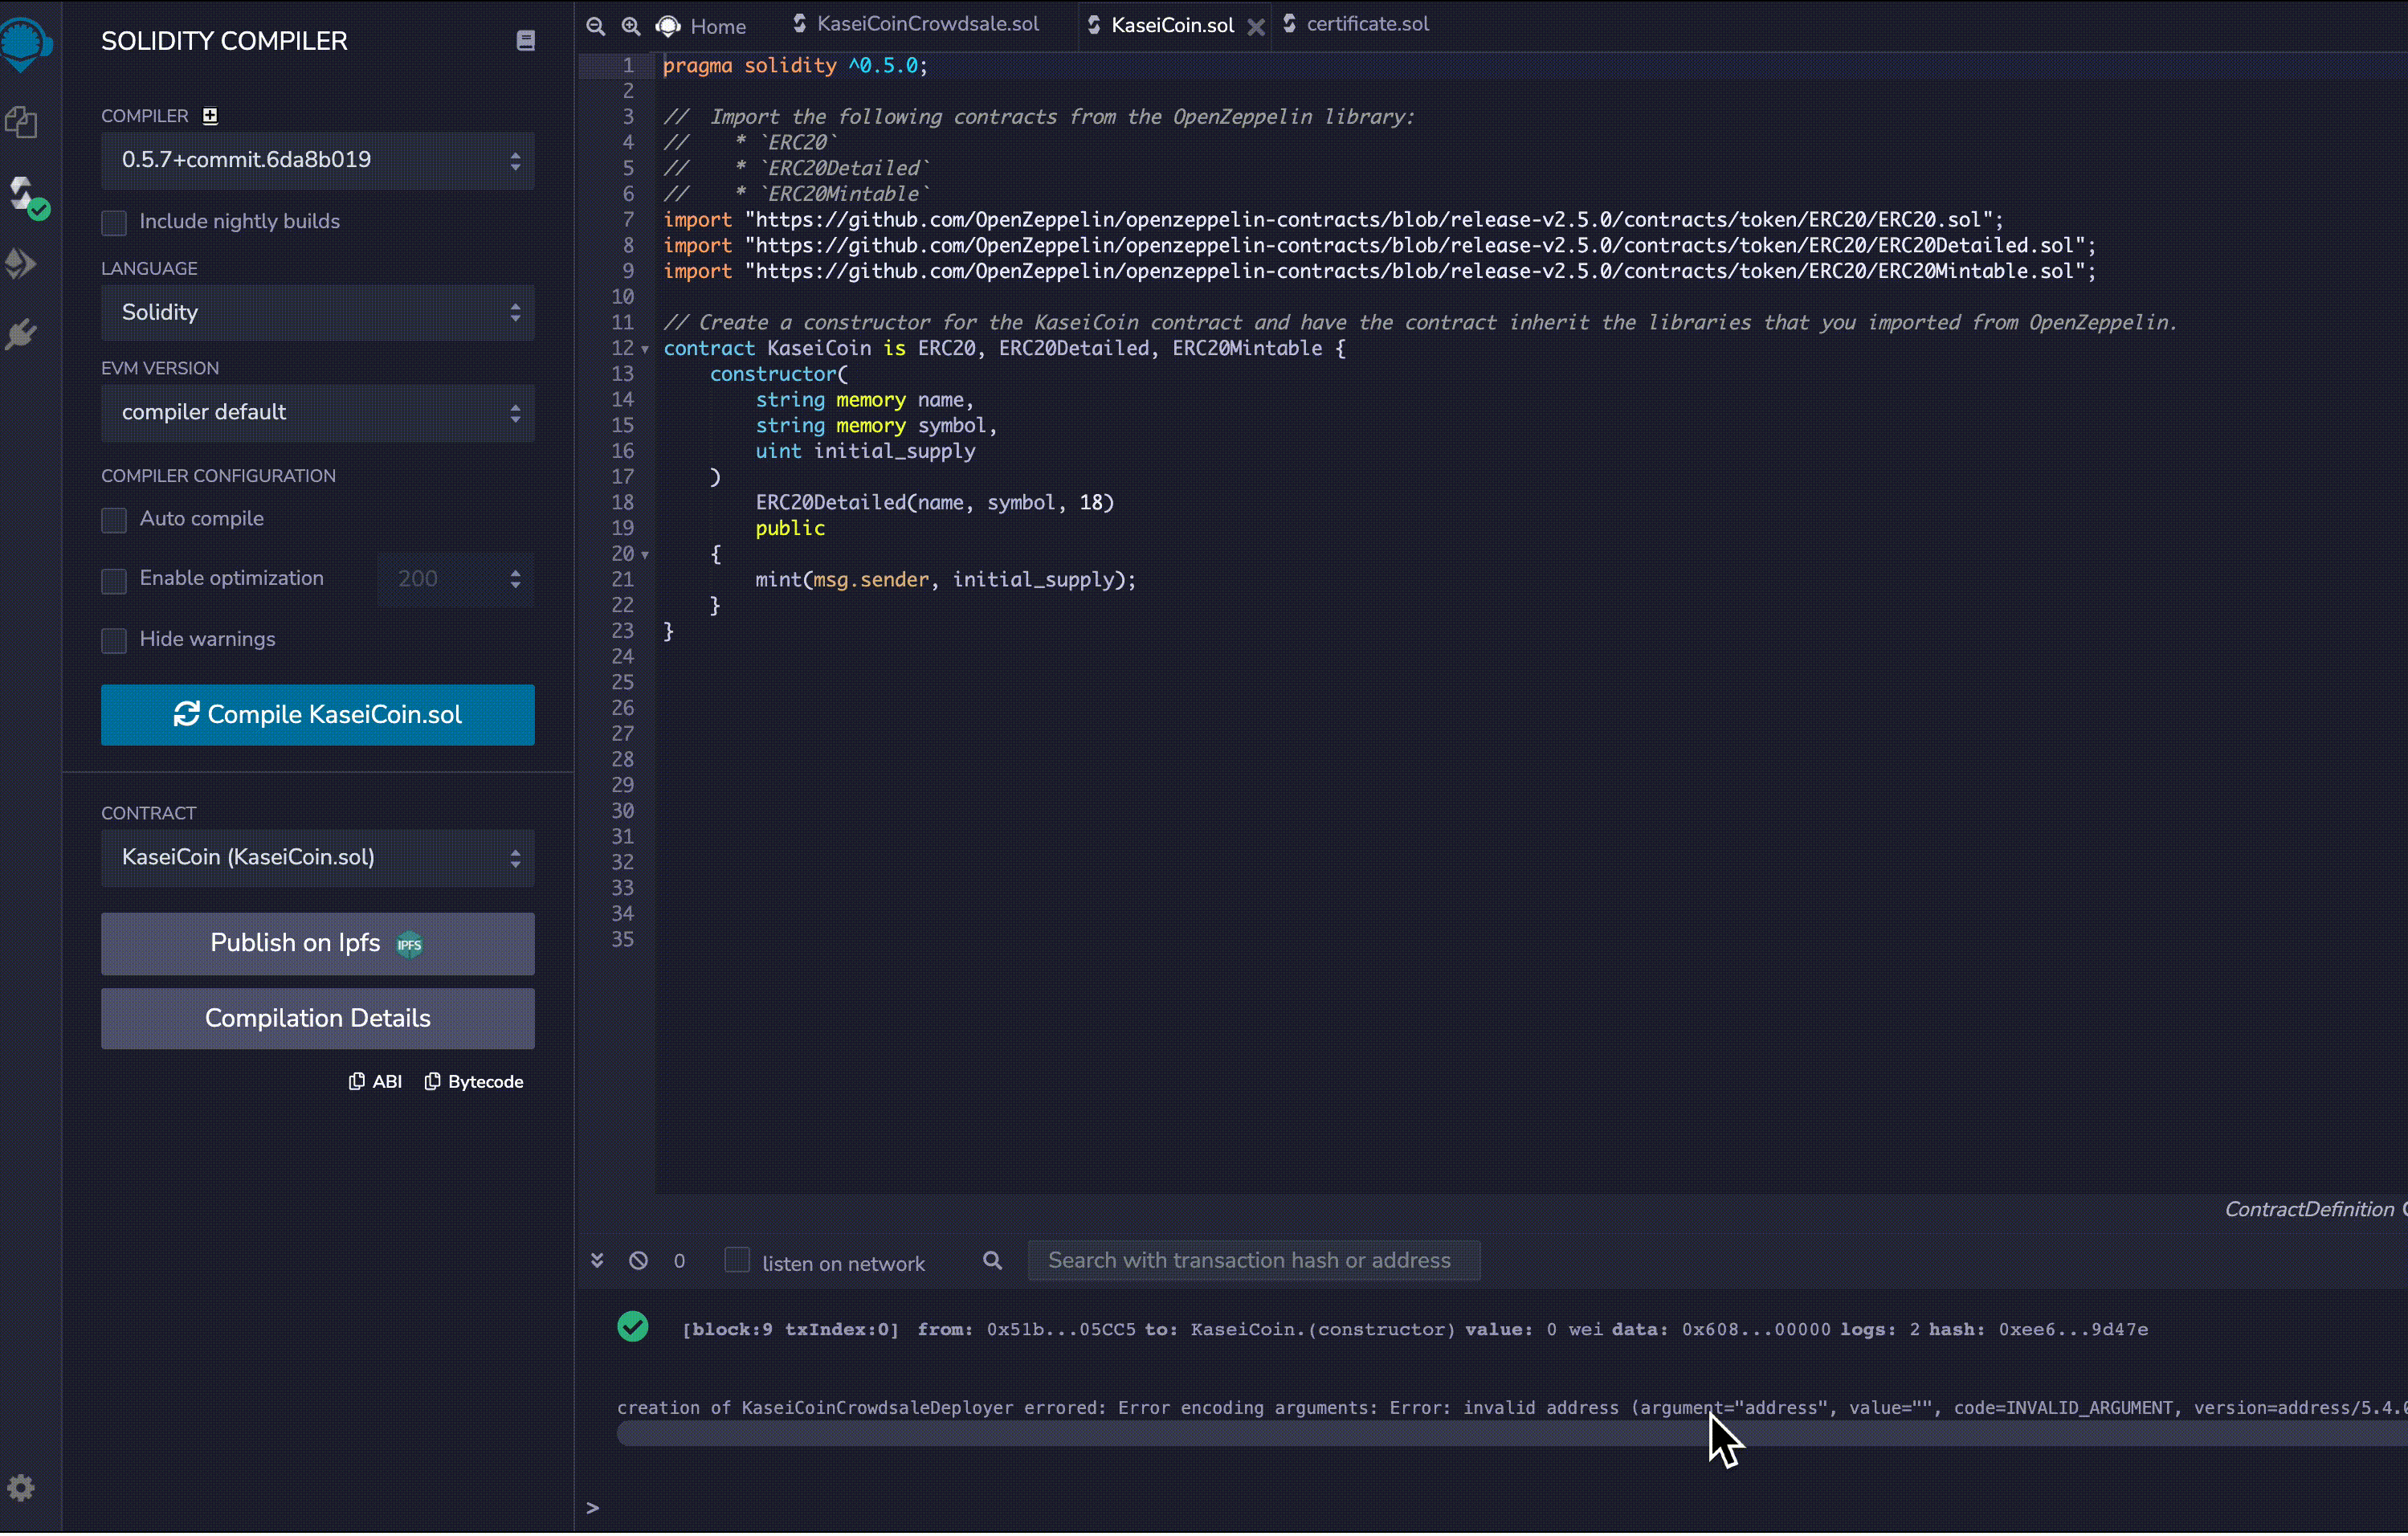 SOLIDITY COMPILER
COMPILER
0.5.7+commit.6da8b019
Include nightly builds
LANGUAGE
Solidity
EVM VERSION
compiler default
COMPILER CONFIGURATION
Auto compile
Enable optimization 200
Hide warnings
Compile KaseiCoin.sol
CONTRACT
KaseiCoin (KaseiCoin.sol)
Publish on Ipfs IPFS
Compilation Details
ABI Bytecode
Home KaseiCoinCrowdsale.sol KaseiCoin.sol certificate.sol
1 pragma solidity ^0.5.0;
2
3 //  Import the following contracts from the OpenZeppelin library:
4 //    * `ERC20`
5 //    * `ERC20Detailed`
6 //    * `ERC20Mintable`
7 import "https://github.com/OpenZeppelin/openzeppelin-contracts/blob/release-v2.5.0/contracts/token/ERC20/ERC20.sol";
8 import "https://github.com/OpenZeppelin/openzeppelin-contracts/blob/release-v2.5.0/contracts/token/ERC20/ERC20Detailed.sol";
9 import "https://github.com/OpenZeppelin/openzeppelin-contracts/blob/release-v2.5.0/contracts/token/ERC20/ERC20Mintable.sol";
10
11 // Create a constructor for the KaseiCoin contract and have the contract inherit the libraries that you imported from OpenZeppelin.
12 contract KaseiCoin is ERC20, ERC20Detailed, ERC20Mintable {
13     constructor(
14         string memory name,
15         string memory symbol,
16         uint initial_supply
17     )
18         ERC20Detailed(name, symbol, 18)
19         public
20     {
21         mint(msg.sender, initial_supply);
22     }
23 }
24
25
26
27
28
29
30
31
32
33
34
35
ContractDefinition
0 listen on network Search with transaction hash or address
[block:9 txIndex:0] from: 0x51b...05CC5 to: KaseiCoin.(constructor) value: 0 wei data: 0x608...00000 logs: 2 hash: 0xee6...9d47e
creation of KaseiCoinCrowdsaleDeployer errored: Error encoding arguments: Error: invalid address (argument="address", value="", code=INVALID_ARGUMENT, version=address/5.4.0
>